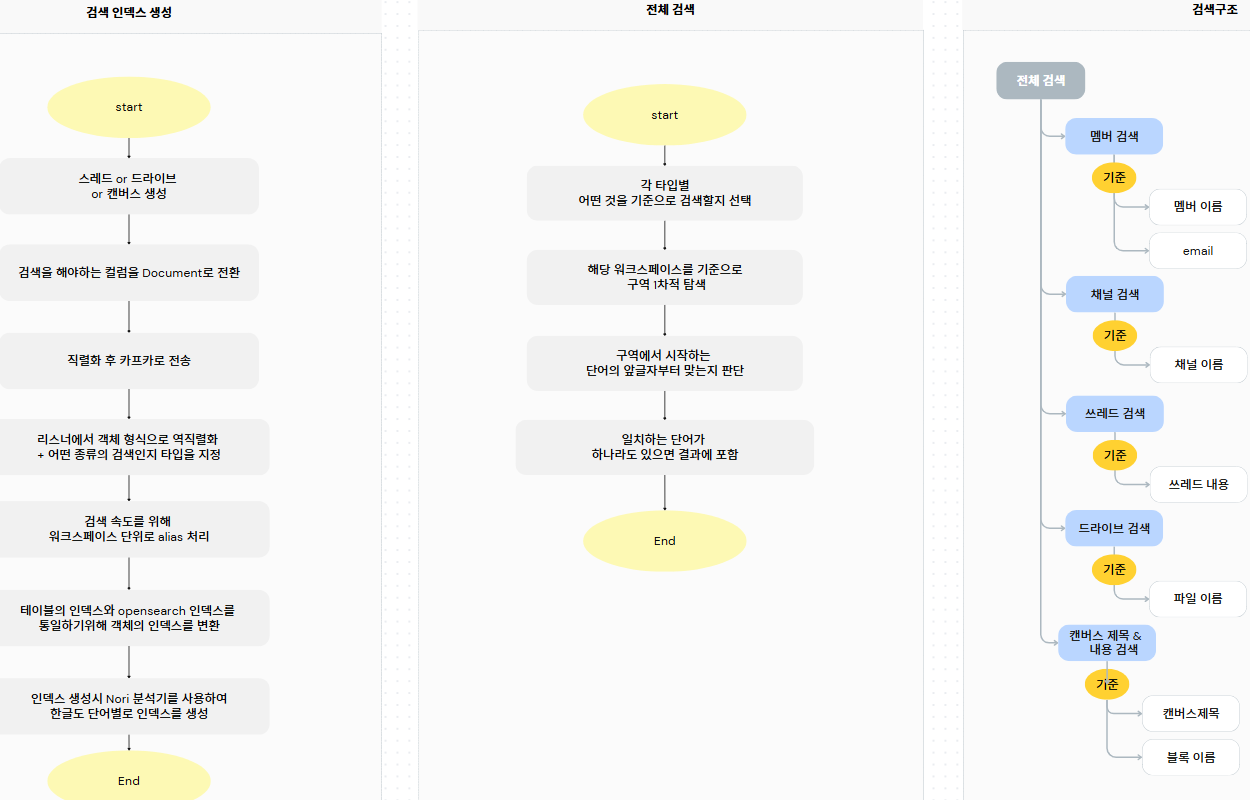 검색 인덱스 생성
start
스레드 or 드라이브
or 캔버스 생성
검색을 해야하는 컬럼을 Document로 전환
직렬화 후 카프카로 전송
리스너에서 객체 형식으로 역직렬화
+ 어떤 종류의 검색인지 타입을 지정
검색 속도를 위해
워크스페이스 단위로 alias 처리
테이블의 인덱스와 opensearch 인덱스를
통일하기위해 객체의 인덱스를 변환
인덱스 생성시 Nori 분석기를 사용하여
한글도 단어별로 인덱스를 생성
End
전체 검색
start
각 타입별
어떤 것을 기준으로 검색할지 선택
해당 워크스페이스를 기준으로
구역 1차적 탐색
구역에서 시작하는
단어의 앞글자부터 맞는지 판단
일치하는 단어가
하나라도 있으면 결과에 포함
End
검색구조
전체 검색
멤버 검색
기준
멤버 이름
email
채널 검색
기준
채널 이름
쓰레드 검색
기준
쓰레드 내용
드라이브 검색
기준
파일 이름
캔버스 제목 &
내용 검색
기준
캔버스제목
블록 이름